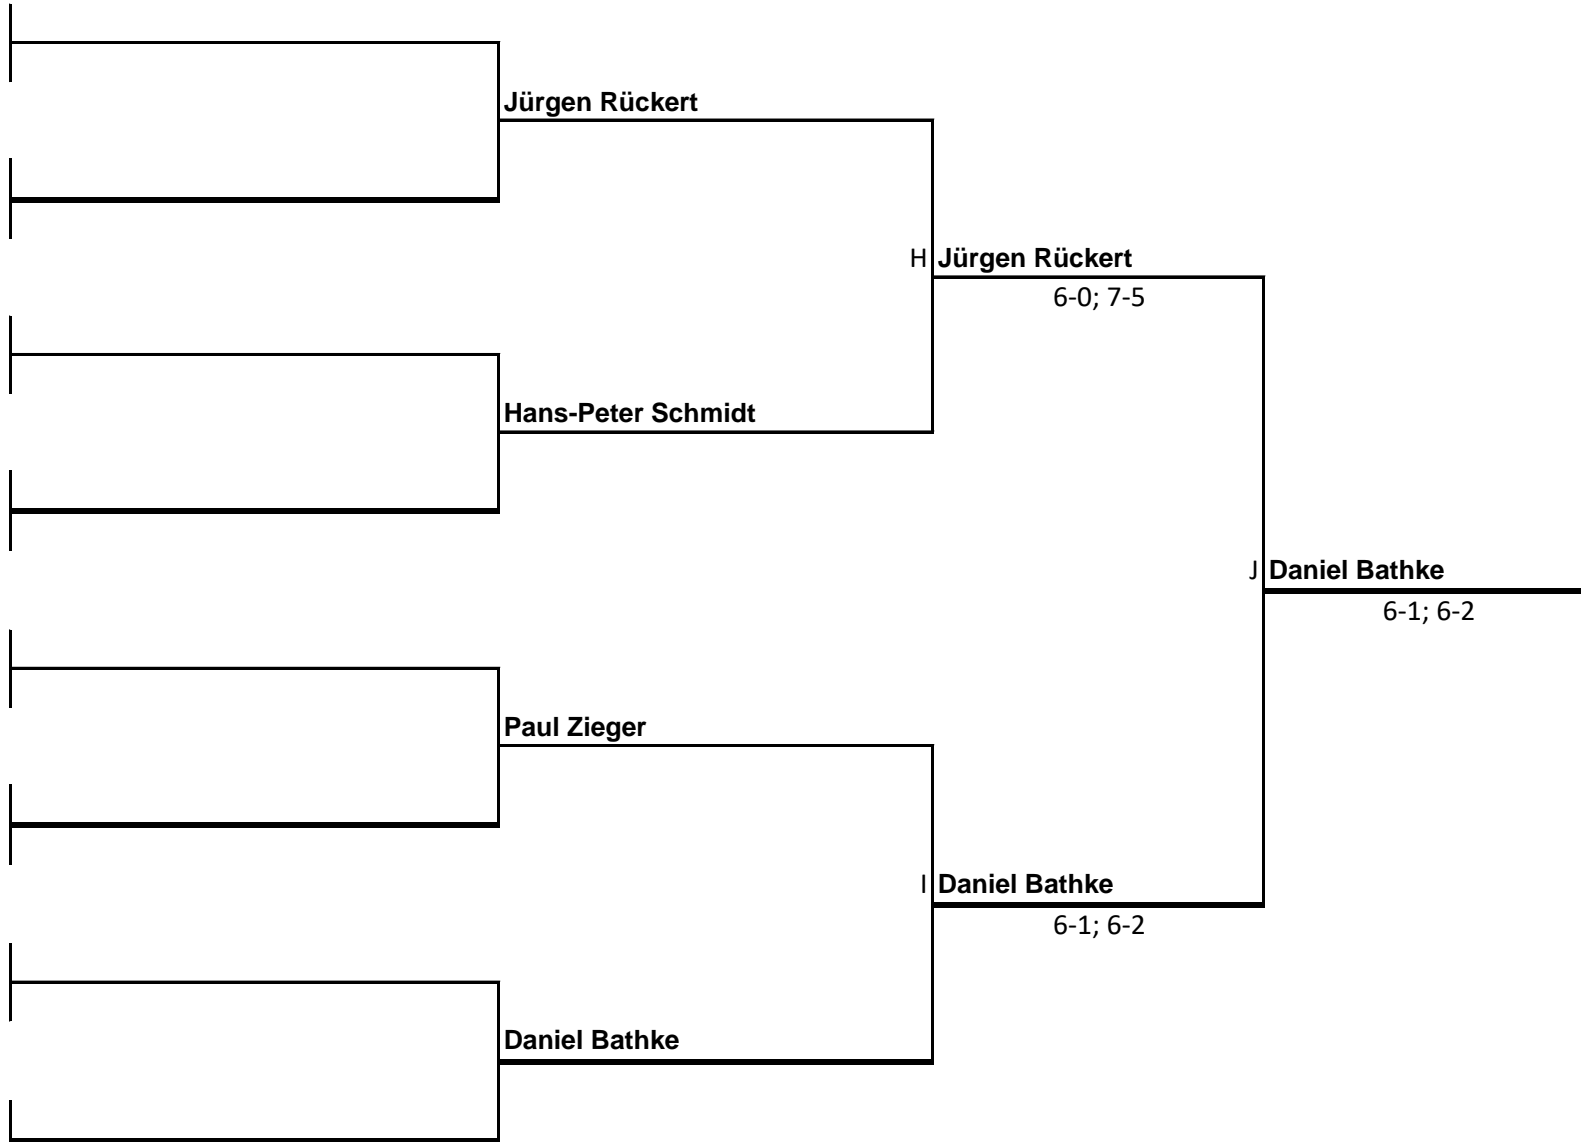 Jürgen Rückert
H Jürgen Rückert
6-0; 7-5
Hans-Peter Schmidt
J Daniel Bathke
6-1; 6-2
Paul Zieger
I Daniel Bathke
6-1; 6-2
Daniel Bathke